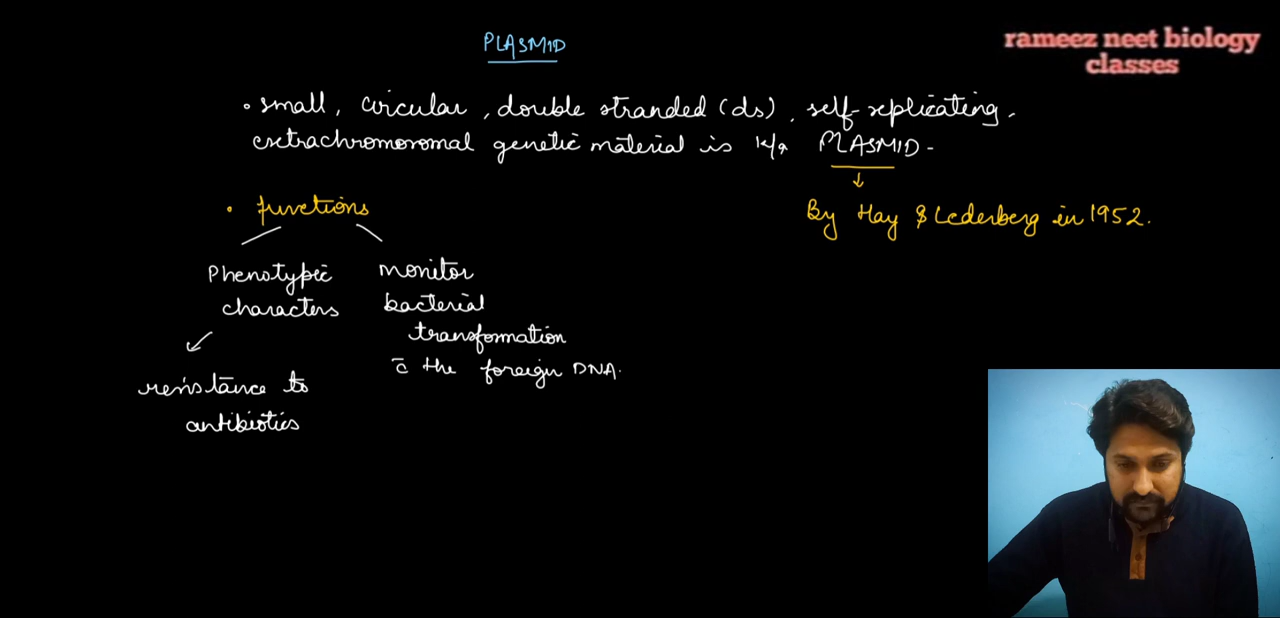 PLASMID
rameez neet biology
classes
• small, circular, double stranded (ds), self-replicating,
extrachromosomal genetic material is k/a PLASMID -
By Hay & Lederberg in 1952.
• functions
Phenotypic
characters
resistance to
antibiotics
monitor
bacterial
transformation
c̄ the foreign DNA.